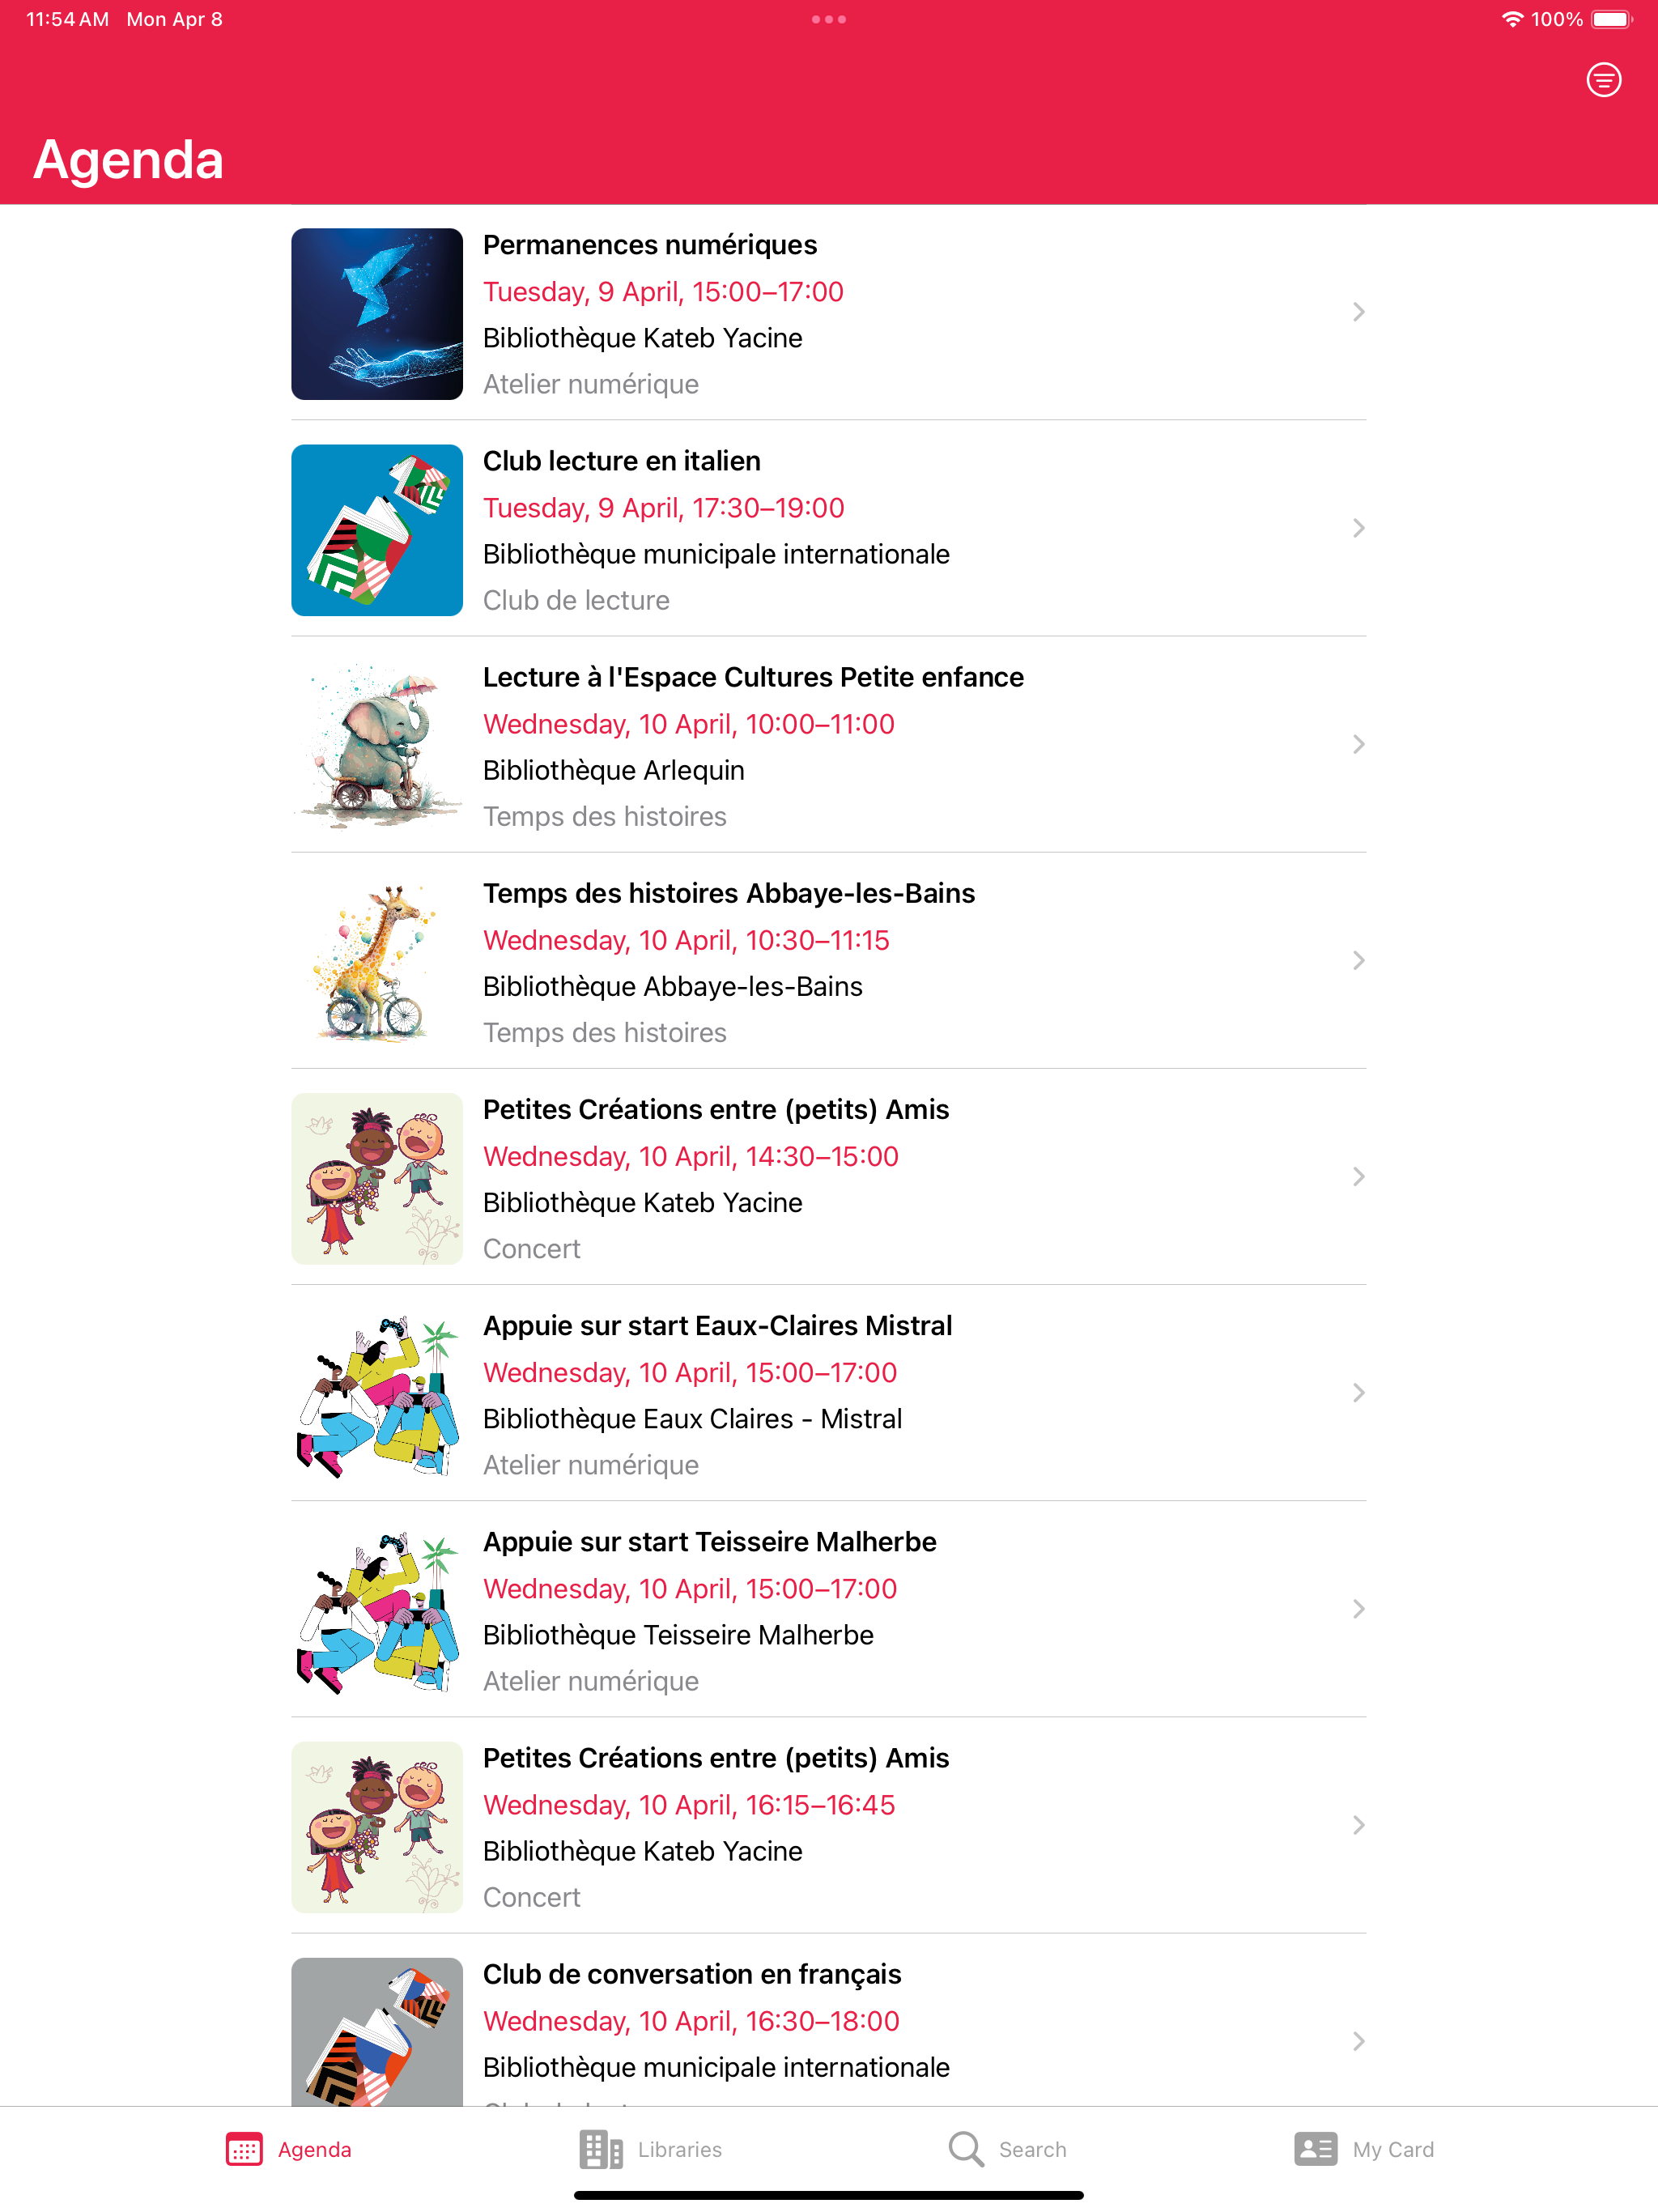 11:54 AM Mon Apr 8
100%
Agenda
Permanences numériques
Tuesday, 9 April, 15:00–17:00
Bibliothèque Kateb Yacine
Atelier numérique
Club lecture en italien
Tuesday, 9 April, 17:30–19:00
Bibliothèque municipale internationale
Club de lecture
Lecture à l'Espace Cultures Petite enfance
Wednesday, 10 April, 10:00–11:00
Bibliothèque Arlequin
Temps des histoires
Temps des histoires Abbaye-les-Bains
Wednesday, 10 April, 10:30–11:15
Bibliothèque Abbaye-les-Bains
Temps des histoires
Petites Créations entre (petits) Amis
Wednesday, 10 April, 14:30–15:00
Bibliothèque Kateb Yacine
Concert
Appuie sur start Eaux-Claires Mistral
Wednesday, 10 April, 15:00–17:00
Bibliothèque Eaux Claires - Mistral
Atelier numérique
Appuie sur start Teisseire Malherbe
Wednesday, 10 April, 15:00–17:00
Bibliothèque Teisseire Malherbe
Atelier numérique
Petites Créations entre (petits) Amis
Wednesday, 10 April, 16:15–16:45
Bibliothèque Kateb Yacine
Concert
Club de conversation en français
Wednesday, 10 April, 16:30–18:00
Bibliothèque municipale internationale
Agenda
Libraries
Search
My Card